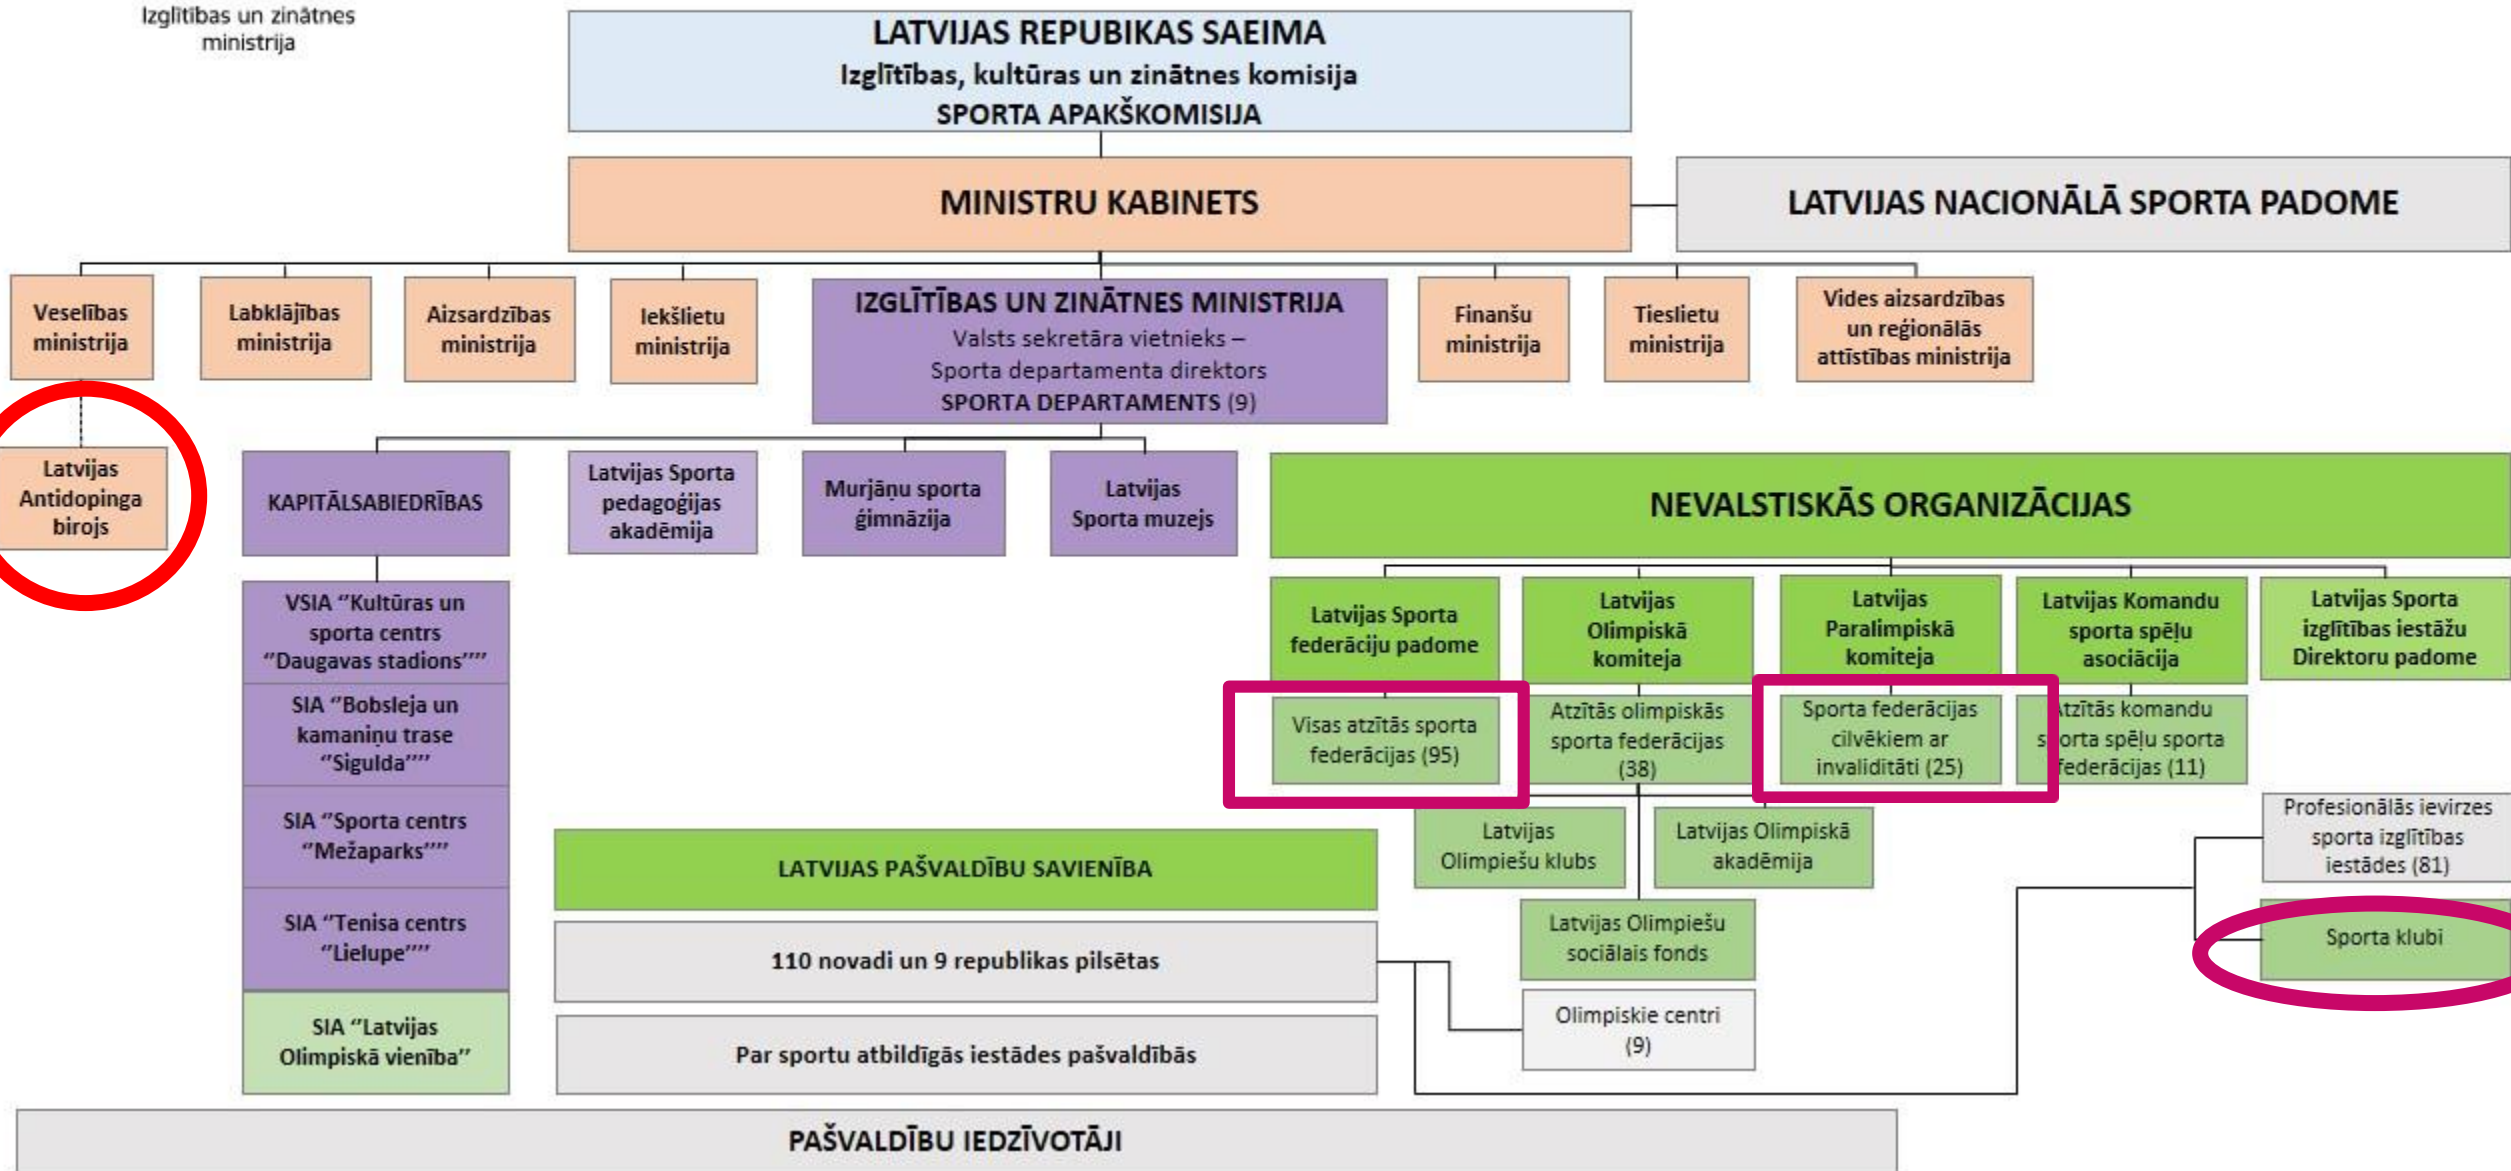 Izglītības un zinātnes
ministrija
LATVIJAS REPUBIKAS SAEIMA
Izglītības, kultūras un zinātnes komisija
SPORTA APAKŠKOMISIJA
MINISTRU KABINETS
LATVIJAS NACIONĀLĀ SPORTA PADOME
Veselības
ministrija
Labklājības
ministrija
Aizsardzības
ministrija
Iekšlietu
ministrija
IZGLĪTĪBAS UN ZINĀTNES MINISTRIJA
Valsts sekretāra vietnieks –
Sporta departamenta direktors
SPORTA DEPARTAMENTS (9)
Finanšu
ministrija
Tieslietu
ministrija
Vides aizsardzības
un reģionālās
attīstības ministrija
Latvijas
Antidopinga
birojs
KAPITĀLSABIEDRĪBAS
Latvijas Sporta
pedagoģijas
akadēmija
Murjāņu sporta
ģimnāzija
Latvijas
Sporta muzejs
NEVALSTISKĀS ORGANIZĀCIJAS
VSIA ‘’Kultūras un
sporta centrs
‘’Daugavas stadions’’’’
SIA ‘’Bobsleja un
kamaniņu trase
‘’Sigulda’’’’
SIA ‘’Sporta centrs
‘’Mežaparks’’’’
SIA ‘’Tenisa centrs
‘’Lielupe’’’’
SIA ‘’Latvijas
Olimpiskā vienība’’
Latvijas Sporta
federāciju padome
Latvijas
Olimpiskā
komiteja
Latvijas
Paralimpiskā
komiteja
Latvijas Komandu
sporta spēļu
asociācija
Latvijas Sporta
izglītības iestāžu
Direktoru padome
Visas atzītās sporta
federācijas (95)
Atzītās olimpiskās
sporta federācijas
(38)
Sporta federācijas
cilvēkiem ar
invaliditāti (25)
Atzītās komandu
sporta spēļu sporta
federācijas (11)
Latvijas
Olimpiešu klubs
Latvijas Olimpiskā
akadēmija
Latvijas Olimpiešu
sociālais fonds
Olimpiskie centri
(9)
Profesionālās ievirzes
sporta izglītības
iestādes (81)
Sporta klubi
LATVIJAS PAŠVALDĪBU SAVIENĪBA
110 novadi un 9 republikas pilsētas
Par sportu atbildīgās iestādes pašvaldībās
PAŠVALDĪBU IEDZĪVOTĀJI